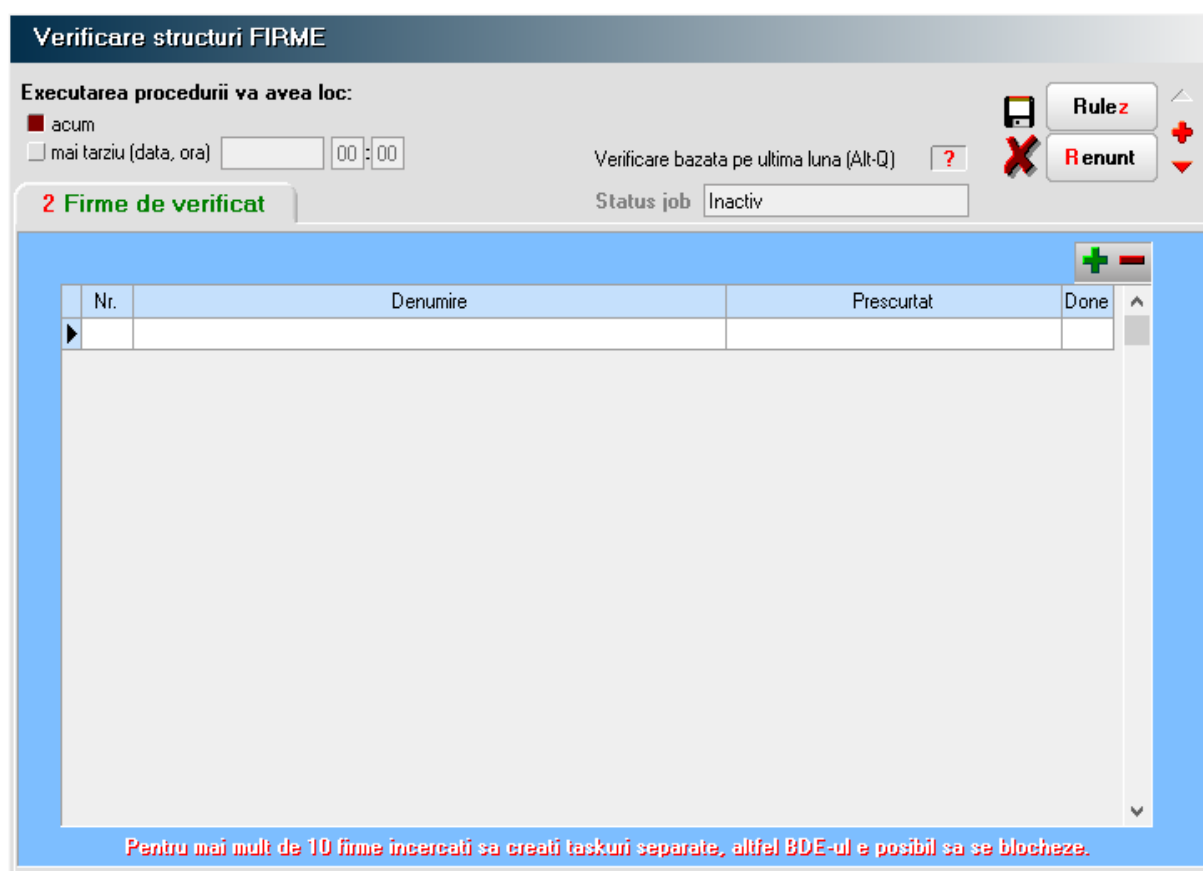 Verificare structuri FIRME
Executarea procedurii va avea loc:
acum
mai tarziu (data, ora) 00 : 00
Verificare bazata pe ultima luna (Alt-Q) ?
Rulez
Renunt
2 Firme de verificat
Status job Inactiv
Nr. Denumire Prescurtat Done
Pentru mai mult de 10 firme incercati sa creati taskuri separate, altfel BDE-ul e posibil sa se blocheze.